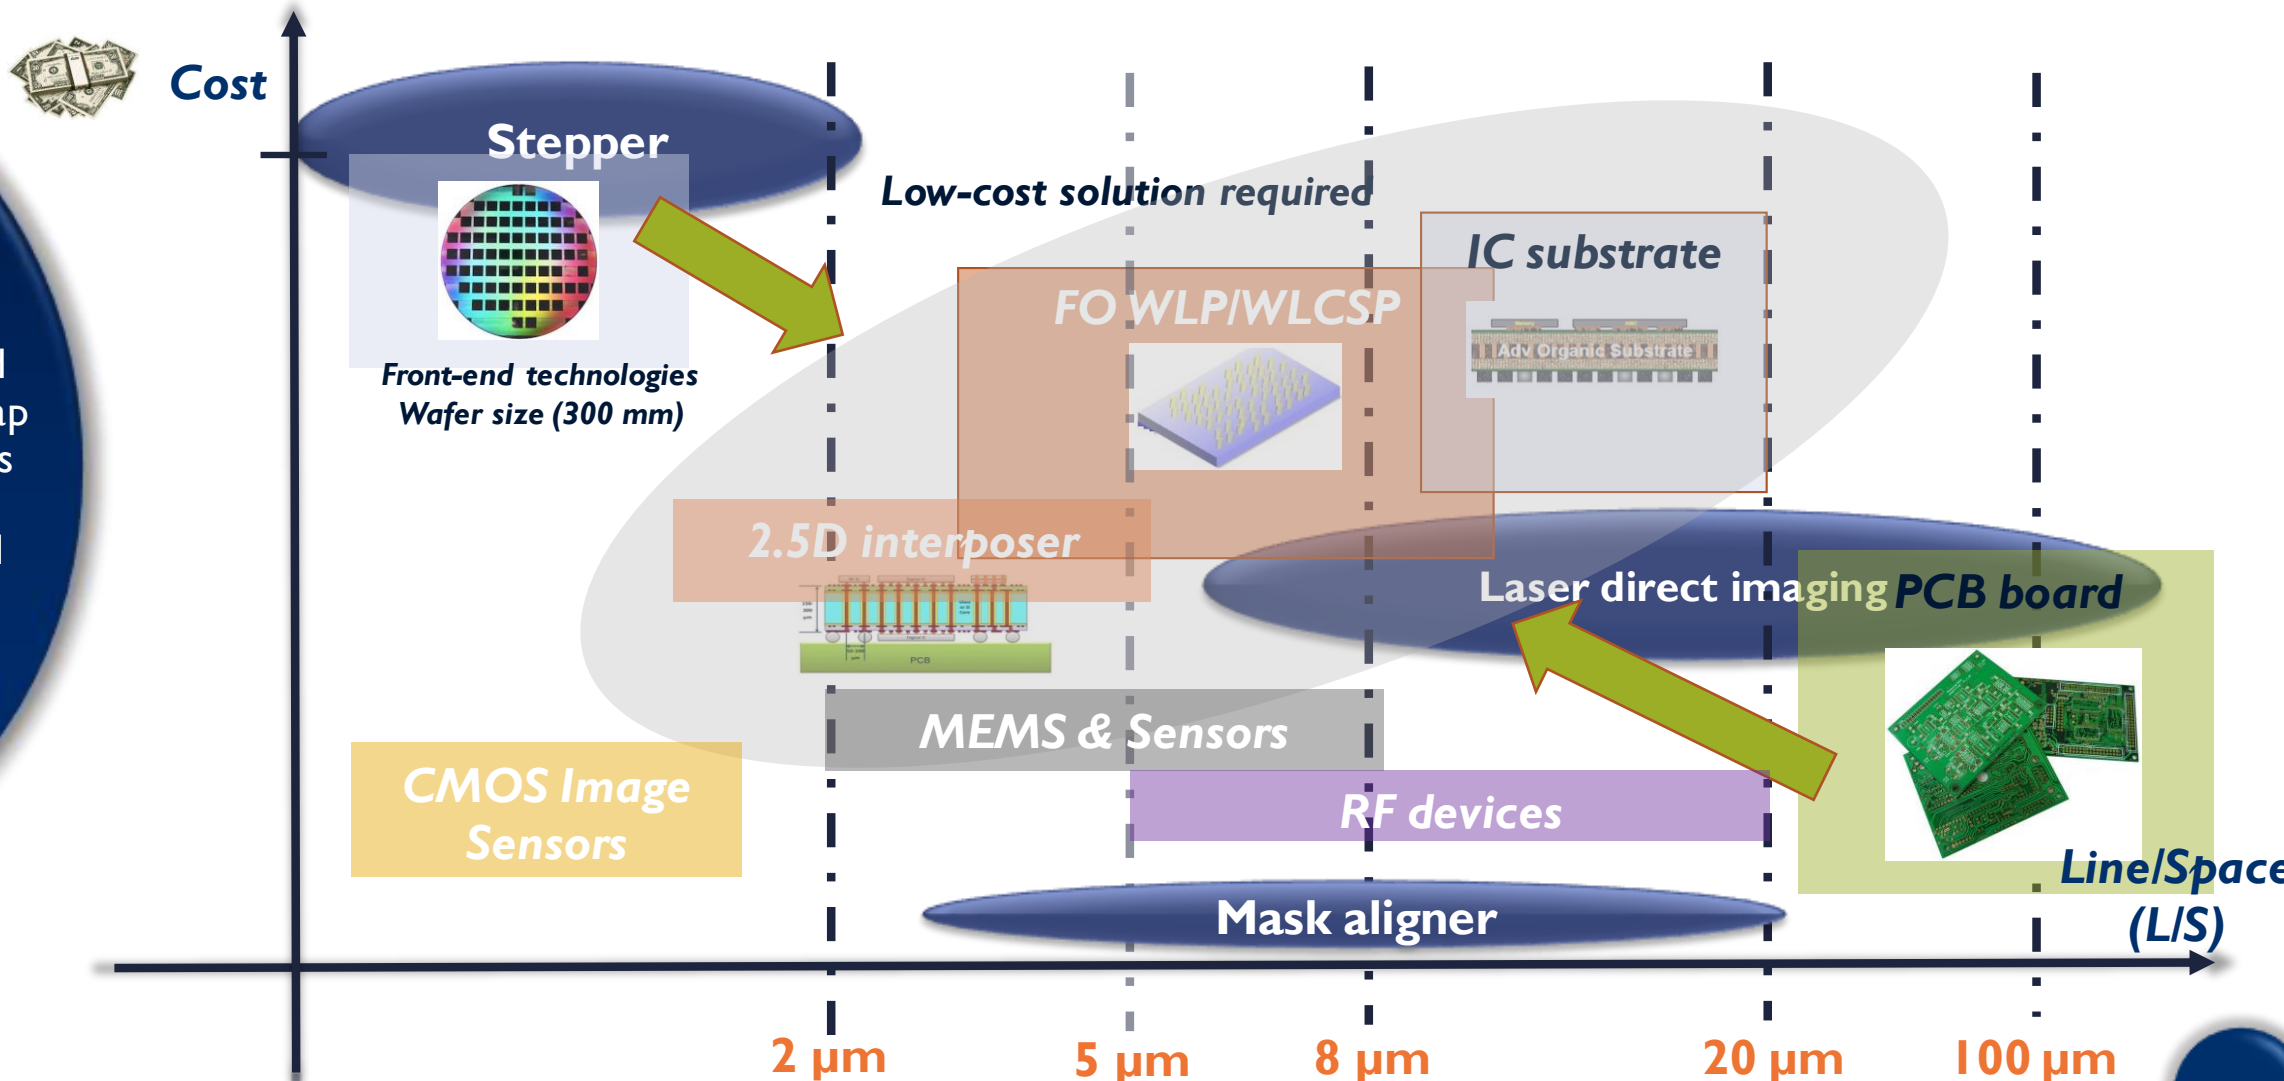 Cost
Stepper
Low-cost solution required
IC substrate
FO WLP/WLCSP
Adv Organic Substrate
Front-end technologies
Wafer size (300 mm)
2.5D interposer
PCB
Laser direct imaging
PCB board
MEMS & Sensors
CMOS Image
Sensors
RF devices
Mask aligner
Line/Space
(L/S)
2 µm
5 µm
8 µm
20 µm
100 µm